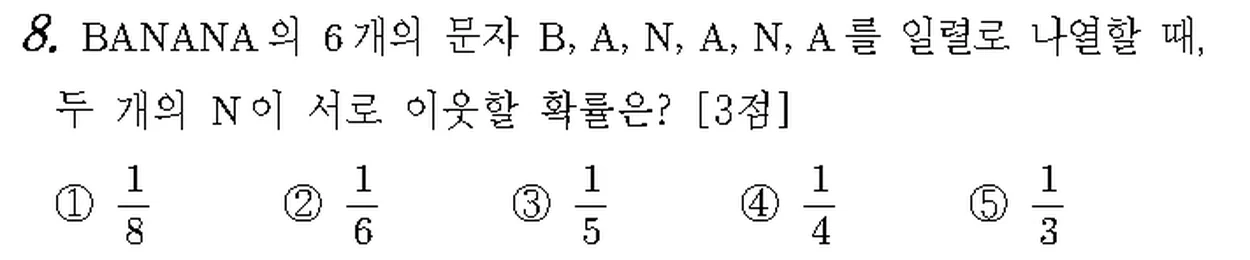 8. BANANA의 6개의 문자 B, A, N, A, N, A를 일렬로 나열할 때,
두 개의 N이 서로 이웃할 확률은? [3점]
① 1/8 ② 1/6 ③ 1/5 ④ 1/4 ⑤ 1/3